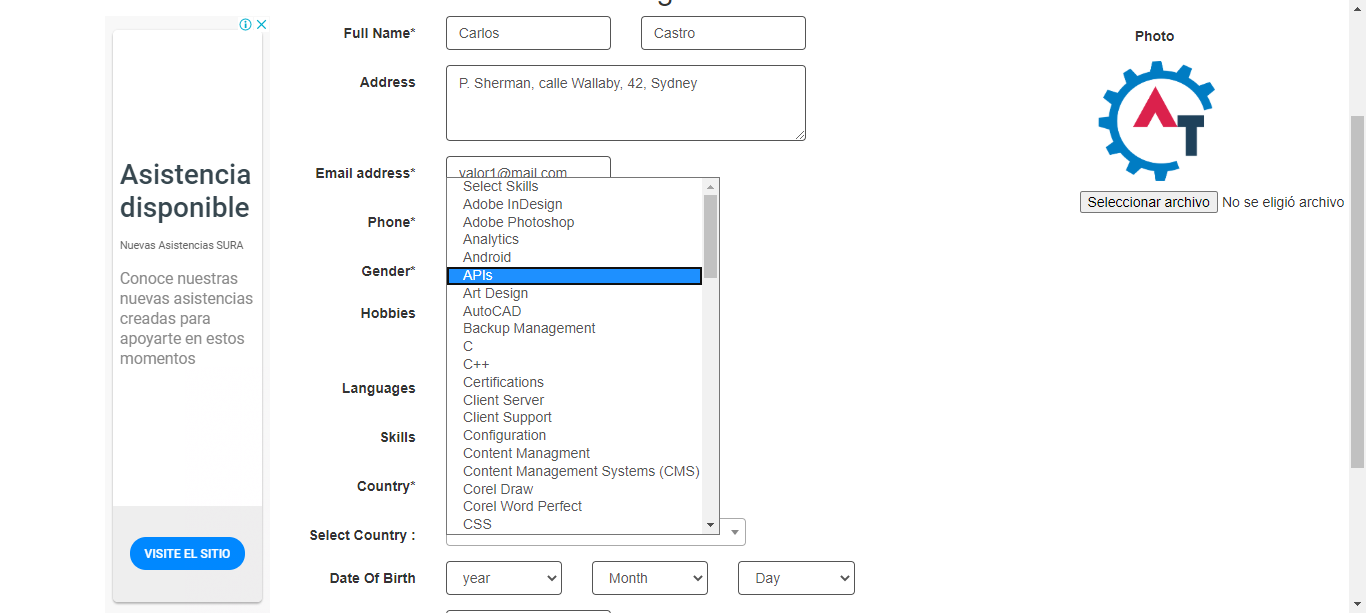 Full Name*
Carlos
Castro
Photo
Address
P. Sherman, calle Wallaby, 42, Sydney
AT
Asistencia
disponible
Email address*
valor1@mail.com
Select Skills
Adobe InDesign
Seleccionar archivo No se eligió archivo
Phone*
Adobe Photoshop
Nuevas Asistencias SURA
Analytics
Android
Gender*
APIs
Conoce nuestras
nuevas asistencias
creadas para
apoyarte en estos
momentos
Art Design
Hobbies
AutoCAD
Backup Management
C
C++
Languages
Certifications
Client Server
Client Support
Skills
Configuration
Content Managment
Content Management Systems (CMS)
Country*
Corel Draw
Corel Word Perfect
CSS
Select Country :
VISITE EL SITIO
Date Of Birth
year
Month
Day